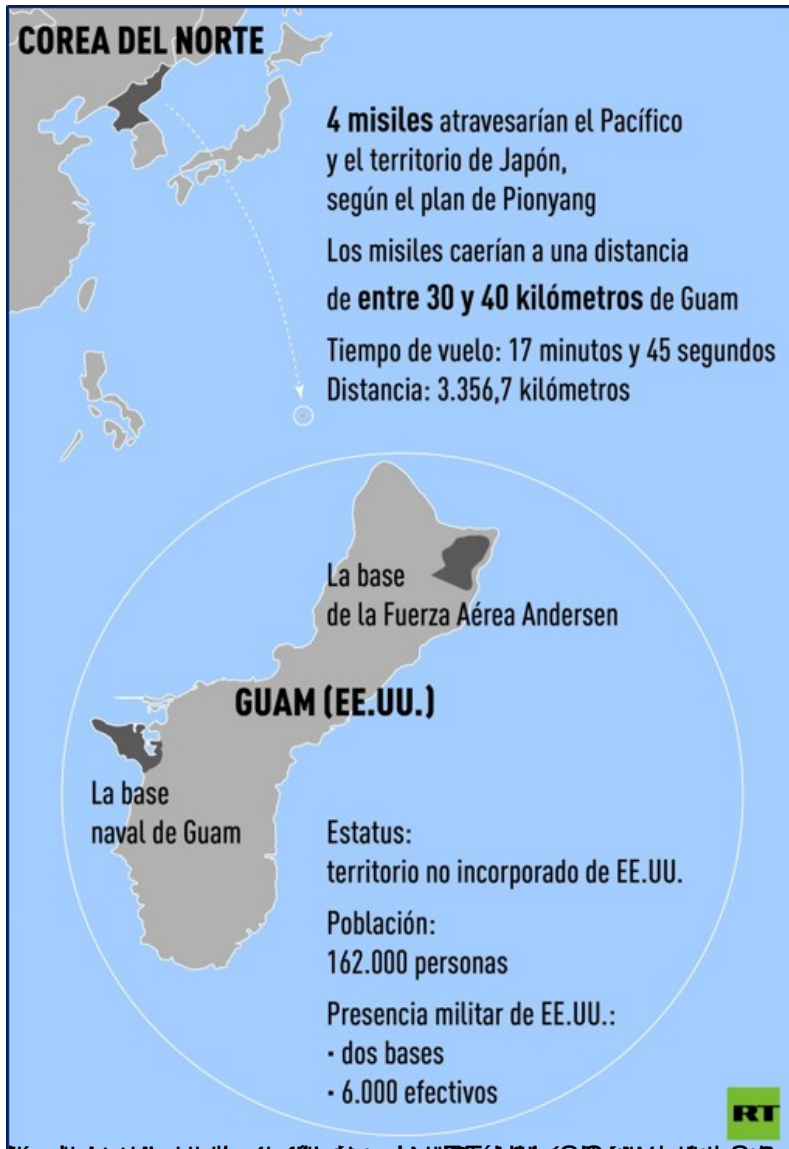 COREA DEL NORTE
4 misiles atravesarían el Pacífico
y el territorio de Japón,
según el plan de Pionyang
Los misiles caerían a una distancia
de entre 30 y 40 kilómetros de Guam
Tiempo de vuelo: 17 minutos y 45 segundos
Distancia: 3.356,7 kilómetros
La base
de la Fuerza Aérea Andersen
GUAM (EE.UU.)
La base
naval de Guam
Estatus:
territorio no incorporado de EE.UU.
Población:
162.000 personas
Presencia militar de EE.UU.:
· dos bases
· 6.000 efectivos
RT